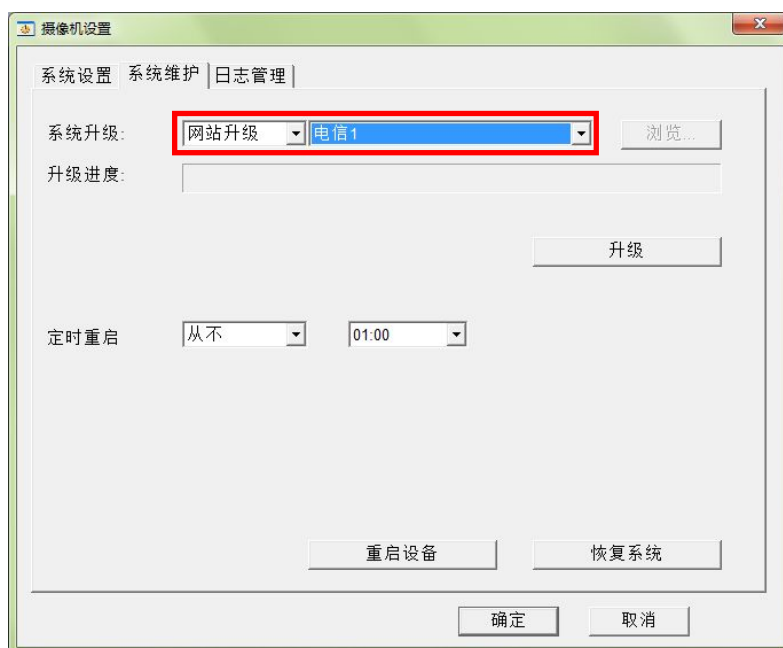 摄像机设置
系统设置 系统维护 日志管理
系统升级: 网站升级 电信1 浏览...
升级进度:
升级
定时重启 从不 01:00
重启设备 恢复系统
确定 取消